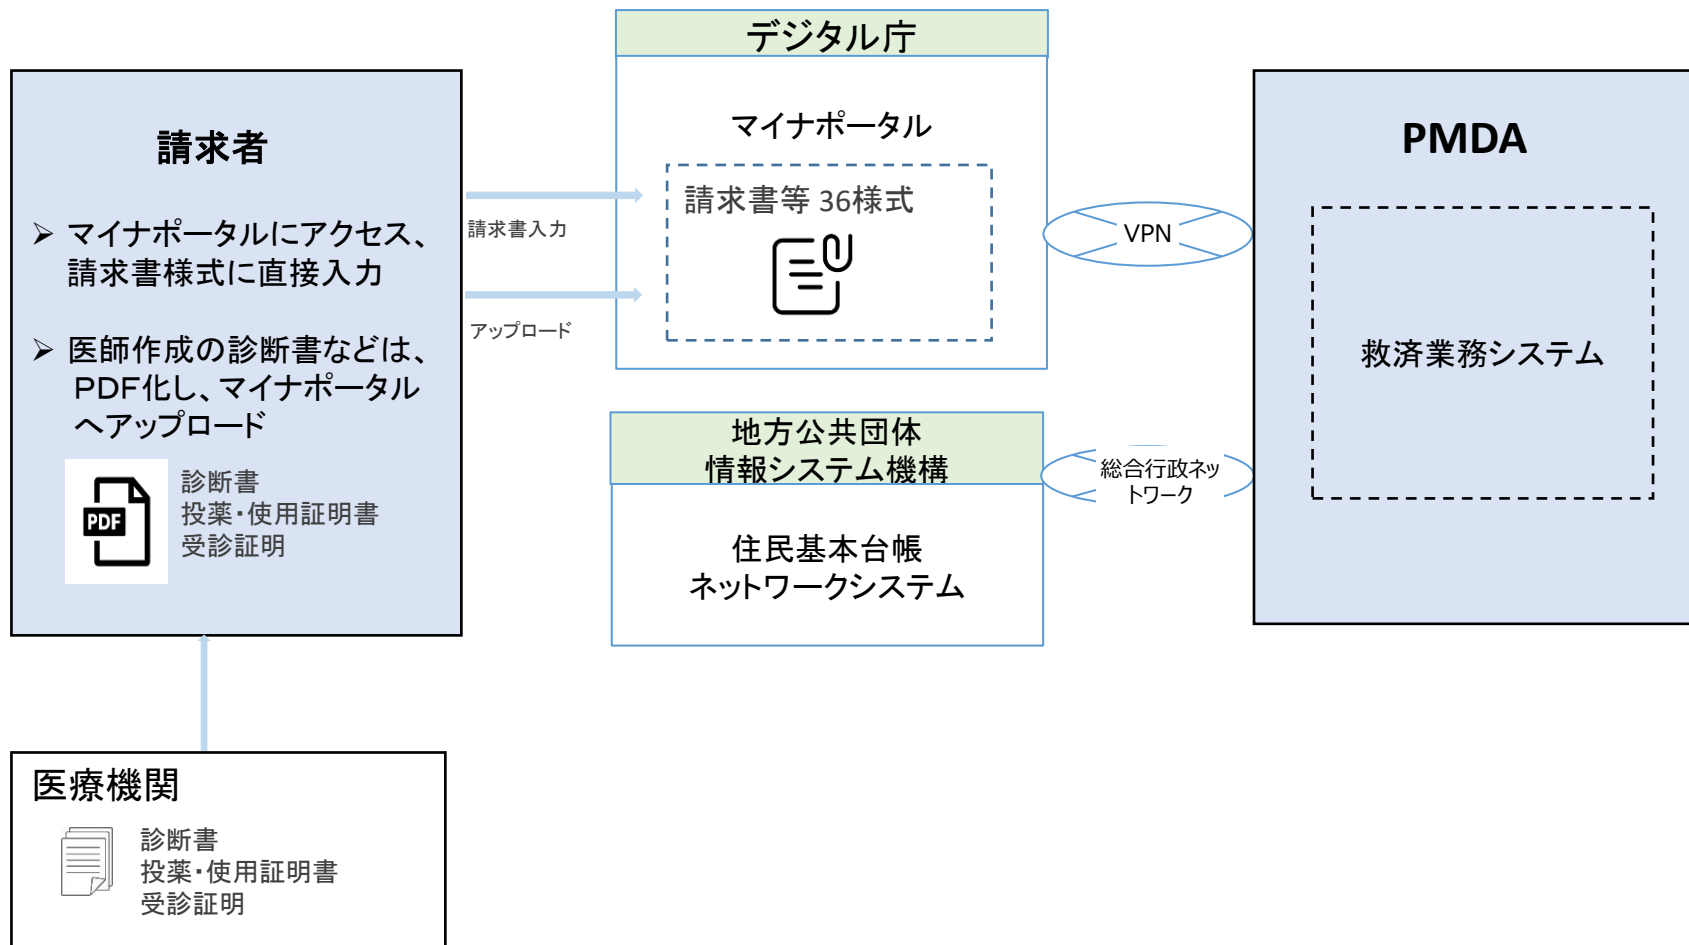 請求者
➢ マイナポータルにアクセス、
請求書様式に直接入力
➢ 医師作成の診断書などは、
PDF化し、マイナポータル
へアップロード
PDF
診断書
投薬・使用証明書
受診証明
請求書入力
アップロード
デジタル庁
マイナポータル
請求書等 36様式
地方公共団体
情報システム機構
住民基本台帳
ネットワークシステム
VPN
総合行政ネッ
トワーク
PMDA
救済業務システム
医療機関
診断書
投薬・使用証明書
受診証明